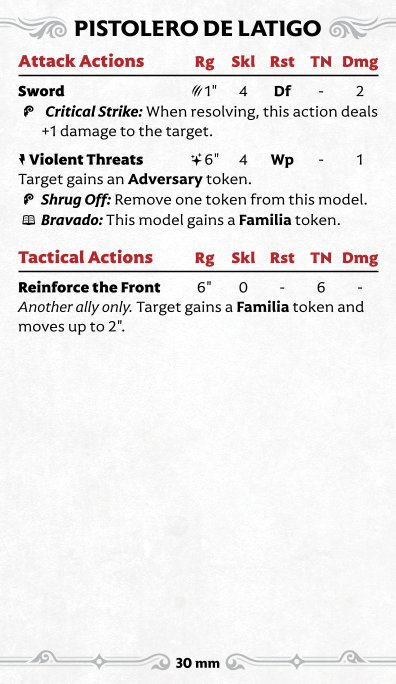 PISTOLERO DE LATIGO
Attack Actions Rg Skl Rst TN Dmg
Sword 1" 4 Df - 2
Critical Strike: When resolving, this action deals
+1 damage to the target.
Violent Threats 6" 4 Wp - 1
Target gains an Adversary token.
Shrug Off: Remove one token from this model.
Bravado: This model gains a Familia token.
Tactical Actions Rg Skl Rst TN Dmg
Reinforce the Front 6" 0 - 6 -
Another ally only. Target gains a Familia token and
moves up to 2".
30 mm